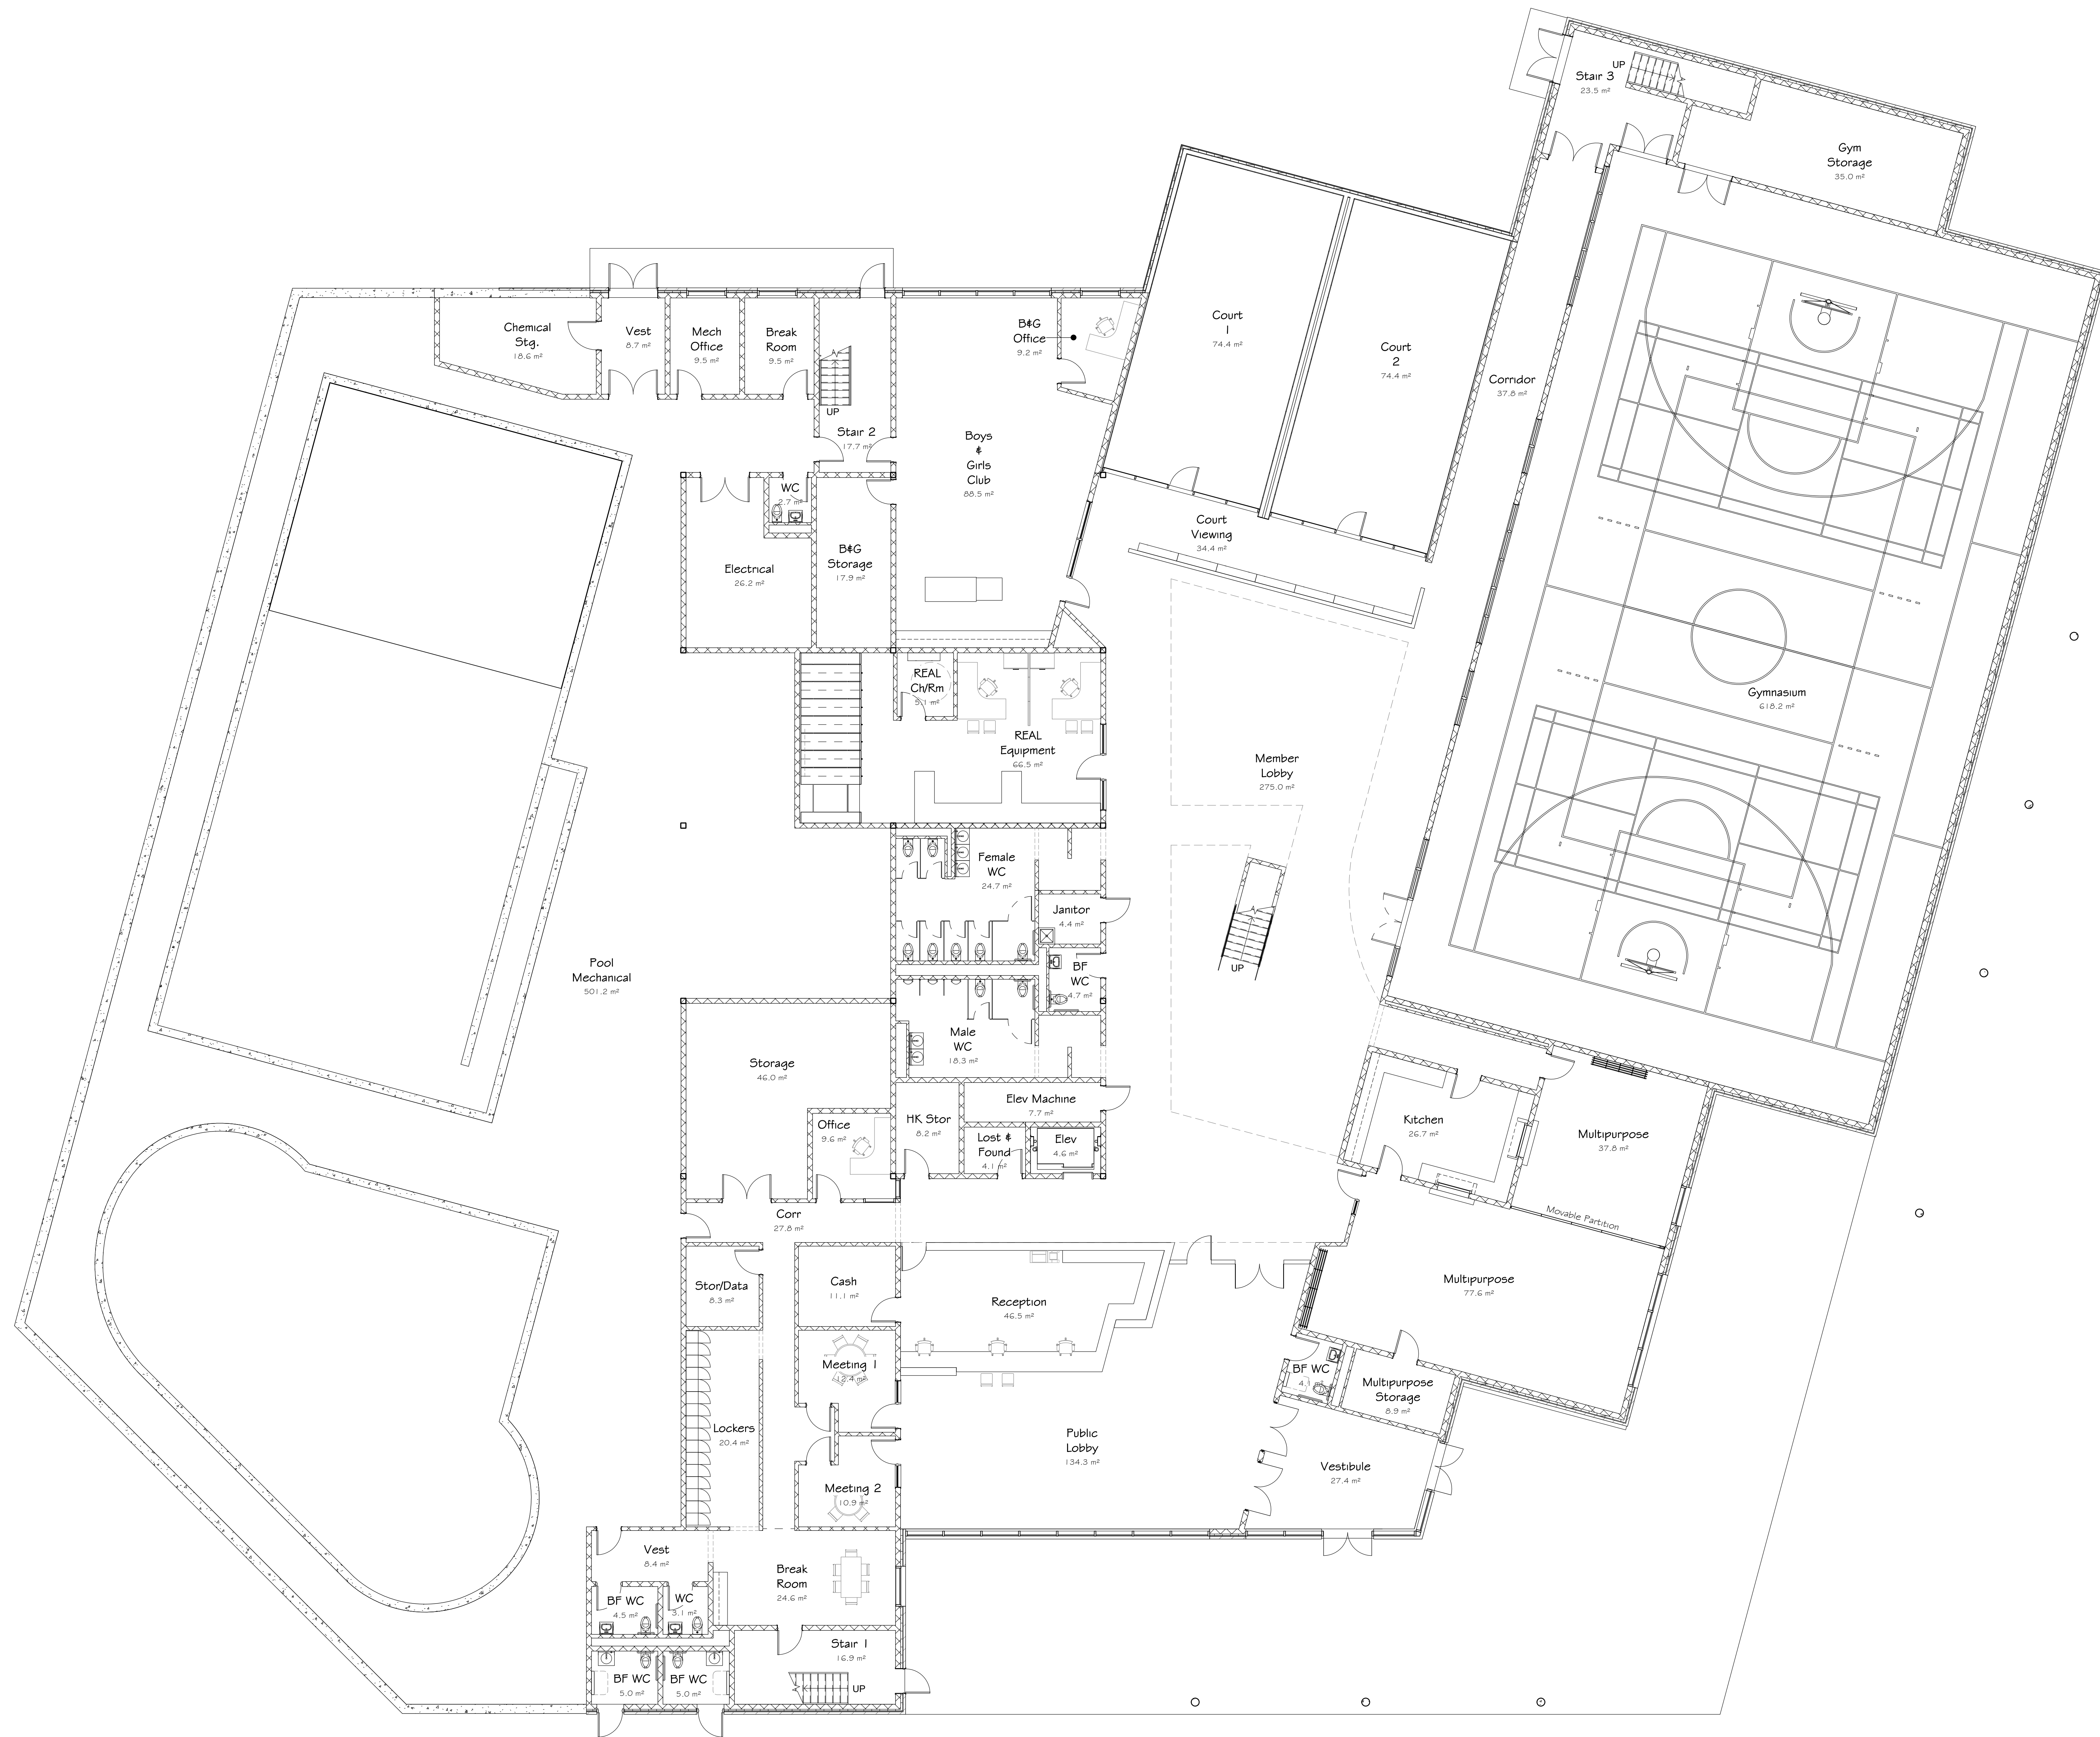 UP
Stair 3
23.5 m²
Gym
Storage
35.0 m²
Chemical
Stg.
18.6 m²
Vest
8.7 m²
Mech
Office
9.5 m²
Break
Room
9.5 m²
B&G
Office
9.2 m²
Court
1
74.4 m²
Court
2
74.4 m²
Corridor
37.8 m²
UP
Stair 2
17.7 m²
Boys
&
Girls
Club
88.5 m²
WC
2.7 m²
Court
Viewing
34.4 m²
Electrical
26.2 m²
B&G
Storage
17.9 m²
REAL
Ch/Rm
5.1 m²
REAL
Equipment
66.5 m²
Gymnasium
618.2 m²
Member
Lobby
275.0 m²
Female
WC
24.7 m²
Janitor
4.4 m²
UP
Pool
Mechanical
501.2 m²
BF
WC
4.7 m²
Male
WC
18.3 m²
Storage
46.0 m²
Elev Machine
7.7 m²
HK Stor
8.2 m²
Office
9.6 m²
Lost &
Found
4.1 m²
Elev
4.6 m²
Kitchen
26.7 m²
Multipurpose
37.8 m²
Movable Partition
Corr
27.8 m²
Stor/Data
8.3 m²
Cash
11.1 m²
Reception
46.5 m²
Multipurpose
77.6 m²
Meeting 1
12.4 m²
BF WC
4.1 m²
Multipurpose
Storage
8.9 m²
Lockers
20.4 m²
Public
Lobby
134.3 m²
Vestibule
27.4 m²
Meeting 2
10.9 m²
Vest
8.4 m²
Break
Room
24.6 m²
BF WC
4.5 m²
WC
3.1 m²
Stair 1
16.9 m²
BF WC
5.0 m²
BF WC
5.0 m²
UP